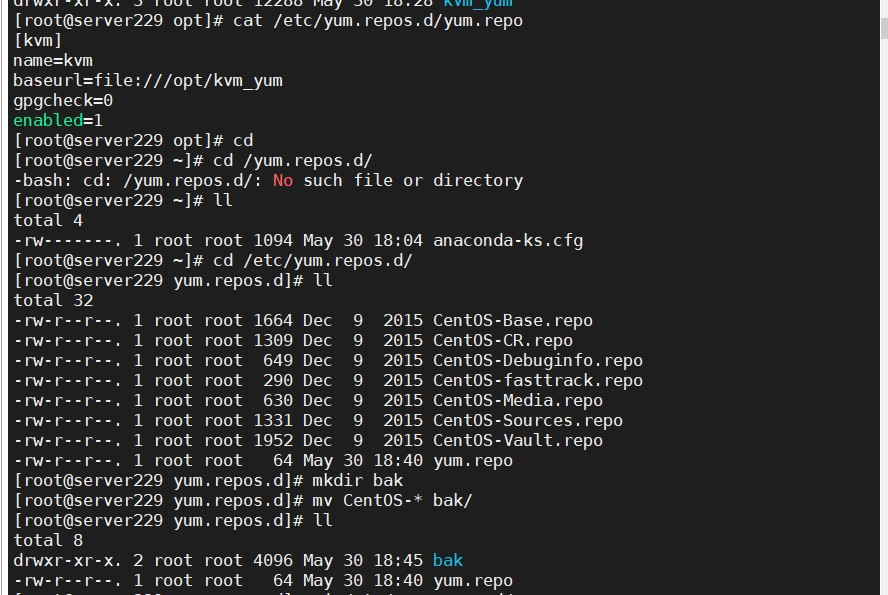 drwxr-xr-x. 3 root root 12288 May 30 18:28 kvm_yum
[root@server229 opt]# cat /etc/yum.repos.d/yum.repo
[kvm]
name=kvm
baseurl=file:///opt/kvm_yum
gpgcheck=0
enabled=1
[root@server229 opt]# cd
[root@server229 ~]# cd /yum.repos.d/
-bash: cd: /yum.repos.d/: No such file or directory
[root@server229 ~]# ll
total 4
-rw-------. 1 root root 1094 May 30 18:04 anaconda-ks.cfg
[root@server229 ~]# cd /etc/yum.repos.d/
[root@server229 yum.repos.d]# ll
total 32
-rw-r--r--. 1 root root 1664 Dec  9  2015 CentOS-Base.repo
-rw-r--r--. 1 root root 1309 Dec  9  2015 CentOS-CR.repo
-rw-r--r--. 1 root root  649 Dec  9  2015 CentOS-Debuginfo.repo
-rw-r--r--. 1 root root  290 Dec  9  2015 CentOS-fasttrack.repo
-rw-r--r--. 1 root root  630 Dec  9  2015 CentOS-Media.repo
-rw-r--r--. 1 root root 1331 Dec  9  2015 CentOS-Sources.repo
-rw-r--r--. 1 root root 1952 Dec  9  2015 CentOS-Vault.repo
-rw-r--r--. 1 root root   64 May 30 18:40 yum.repo
[root@server229 yum.repos.d]# mkdir bak
[root@server229 yum.repos.d]# mv CentOS-* bak/
[root@server229 yum.repos.d]# ll
total 8
drwxr-xr-x. 2 root root 4096 May 30 18:45 bak
-rw-r--r--. 1 root root   64 May 30 18:40 yum.repo